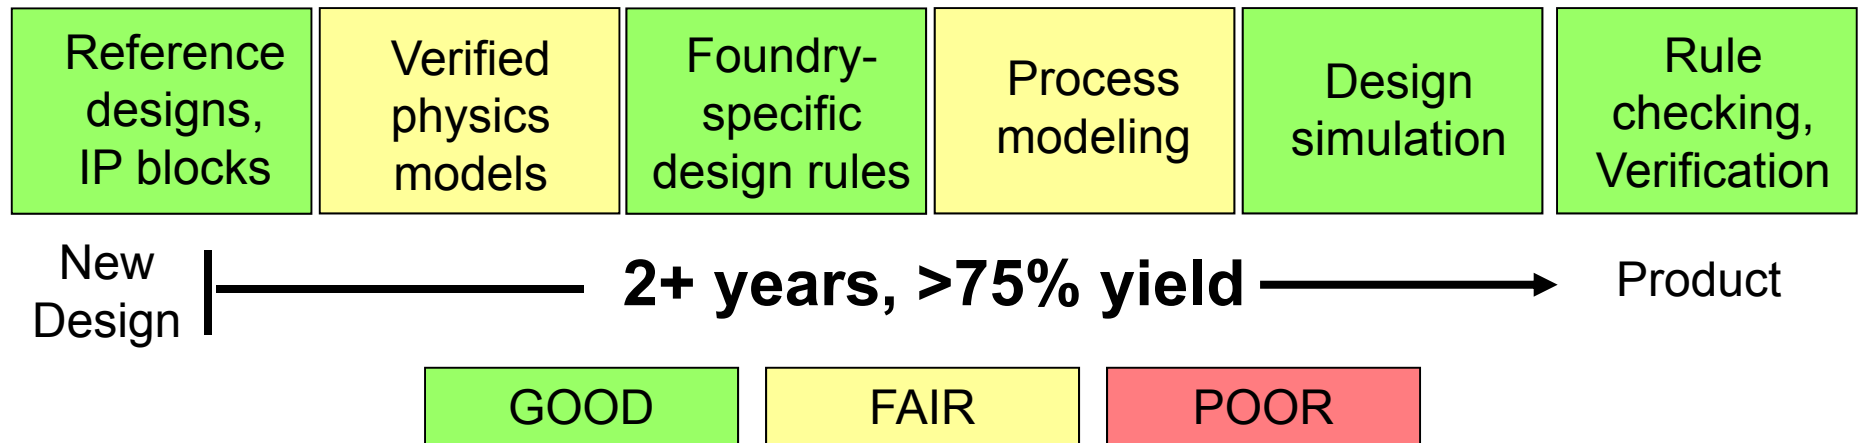 Reference
designs,
IP blocks
Verified
physics
models
Foundry-
specific
design rules
Process
modeling
Design
simulation
Rule
checking,
Verification
New
Design
2+ years, >75% yield
Product
GOOD
FAIR
POOR